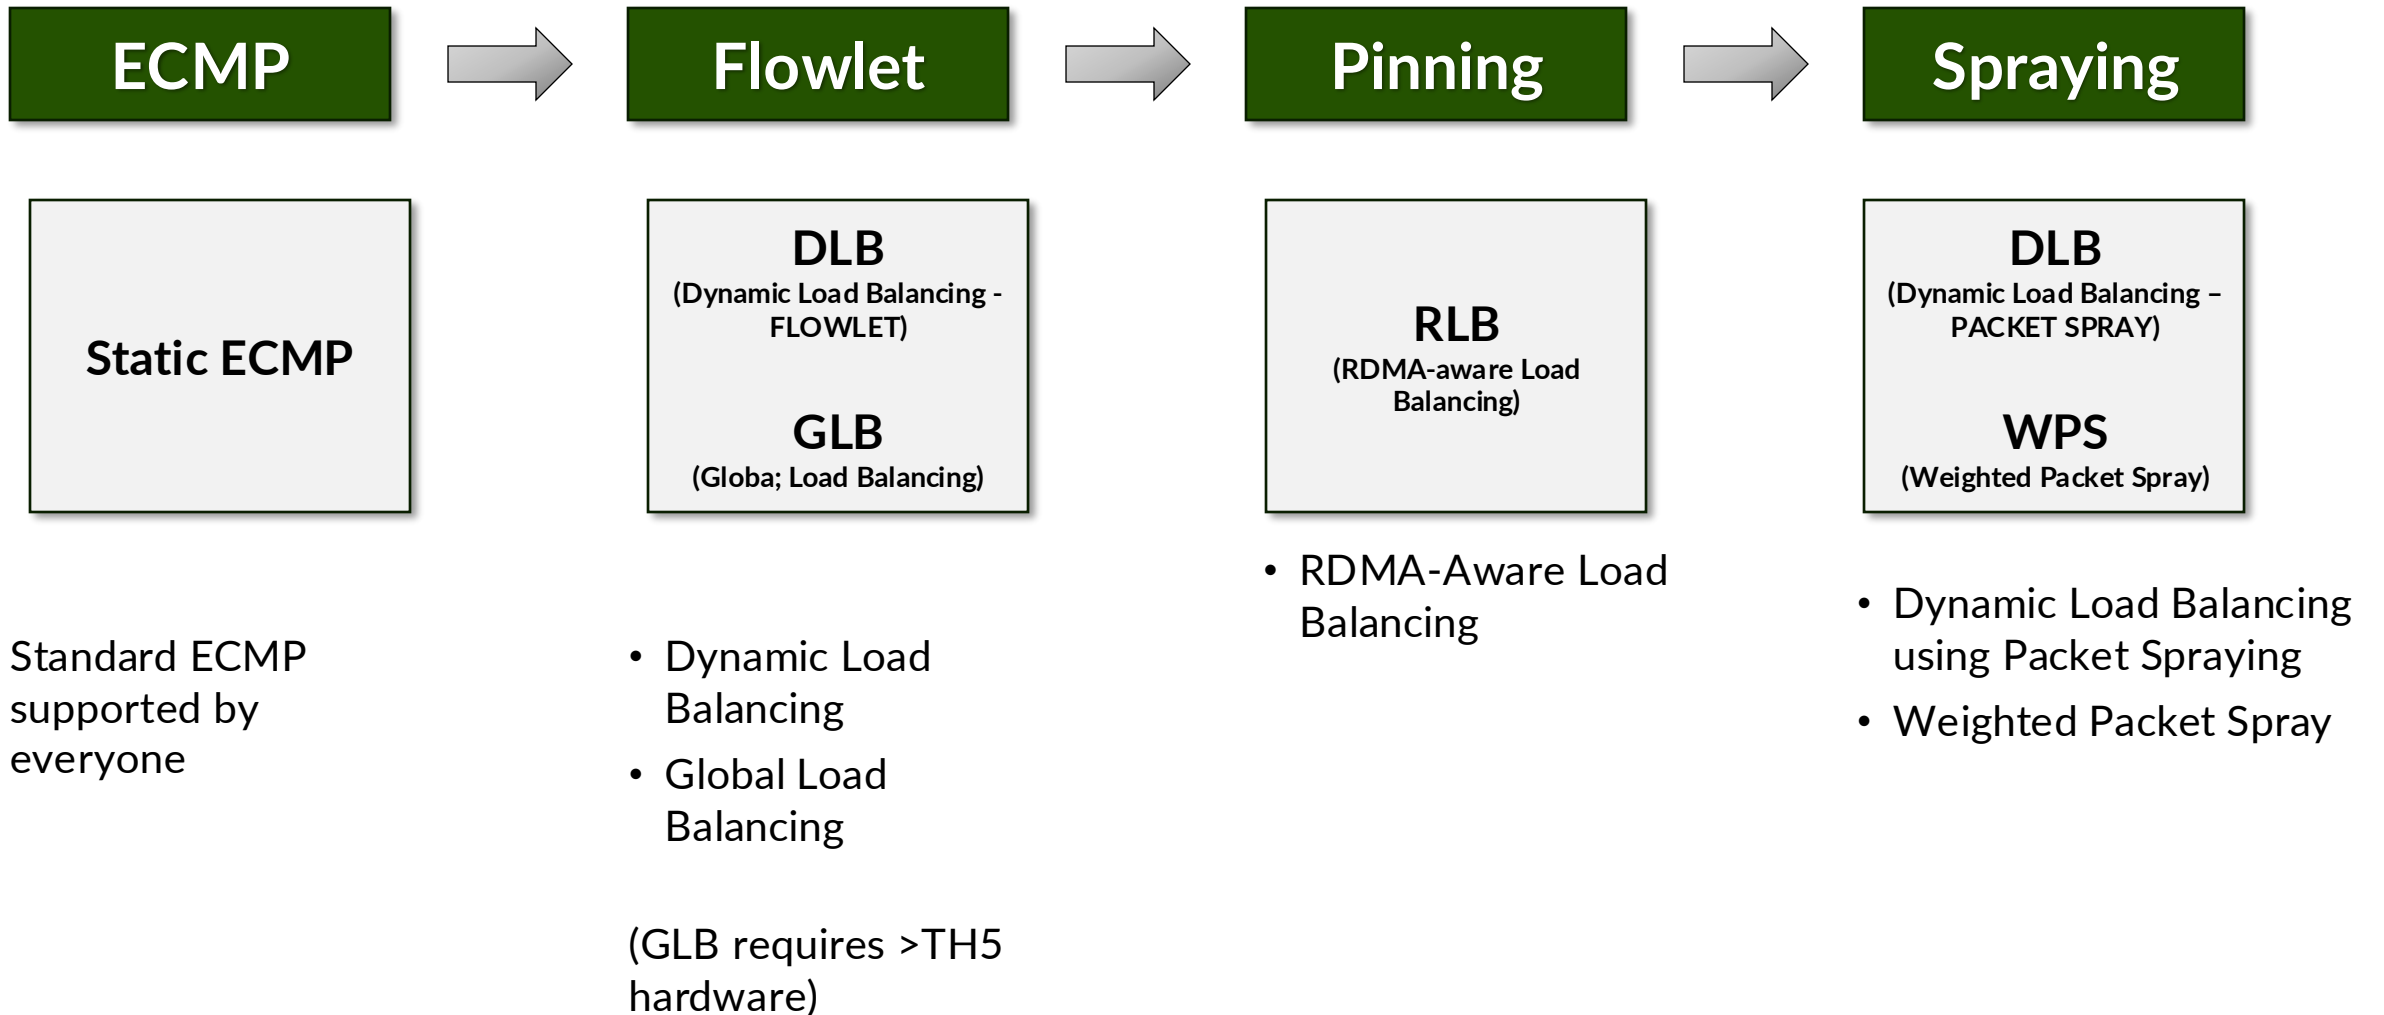 ECMP
Flowlet
Pinning
Spraying
Static ECMP
DLB
(Dynamic Load Balancing -
FLOWLET)
GLB
(Globa; Load Balancing)
RLB
(RDMA-aware Load
Balancing)
DLB
(Dynamic Load Balancing –
PACKET SPRAY)
WPS
(Weighted Packet Spray)
Standard ECMP
supported by
everyone
• Dynamic Load
Balancing
• Global Load
Balancing
(GLB requires >TH5
hardware)
• RDMA-Aware Load
Balancing
• Dynamic Load Balancing
using Packet Spraying
• Weighted Packet Spray